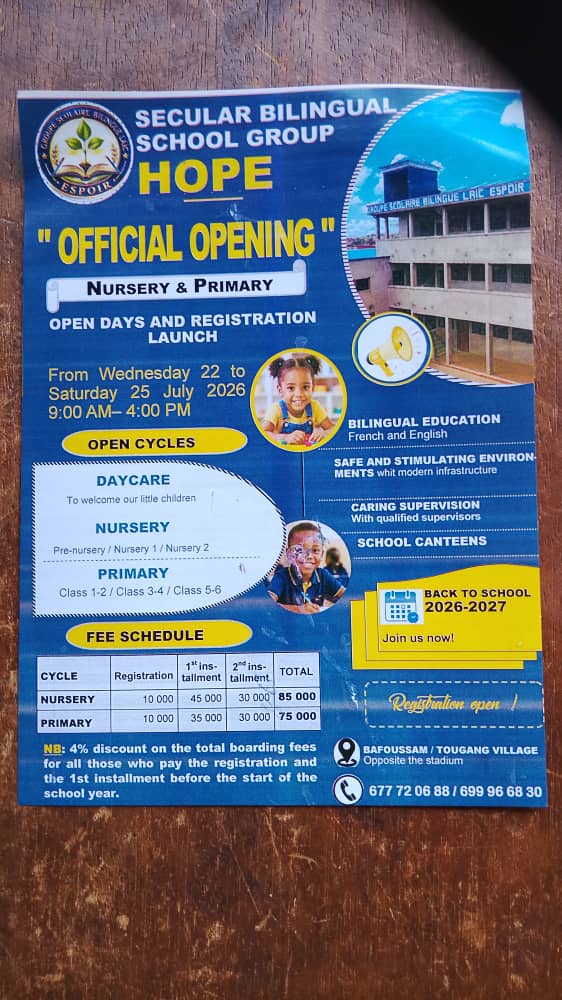 GROUPE SCOLAIRE BILINGUE LAIC
ESPOIR
SECULAR BILINGUAL
SCHOOL GROUP
HOPE
GROUPE SCOLAIRE BILINGUE LAIC ESPOIR
" OFFICIAL OPENING "
NURSERY & PRIMARY
OPEN DAYS AND REGISTRATION
LAUNCH
From Wednesday 22 to
Saturday 25 July 2026
9:00 AM– 4:00 PM
OPEN CYCLES
DAYCARE
To welcome our little children
NURSERY
Pre-nursery / Nursery 1 / Nursery 2
PRIMARY
Class 1-2 / Class 3-4 / Class 5-6
BILINGUAL EDUCATION
French and English
SAFE AND STIMULATING ENVIRON-
MENTS whit modern infrastructure
CARING SUPERVISION
With qualified supervisors
SCHOOL CANTEENS
BACK TO SCHOOL
2026-2027
Join us now!
Registration open !
FEE SCHEDULE
CYCLE Registration 1st ins-tallment 2nd ins-tallment TOTAL
NURSERY 10 000 45 000 30 000 85 000
PRIMARY 10 000 35 000 30 000 75 000
NB: 4% discount on the total boarding fees
for all those who pay the registration and
the 1st installment before the start of the
school year.
BAFOUSSAM / TOUGANG VILLAGE
Opposite the stadium
677 72 06 88 / 699 96 68 30